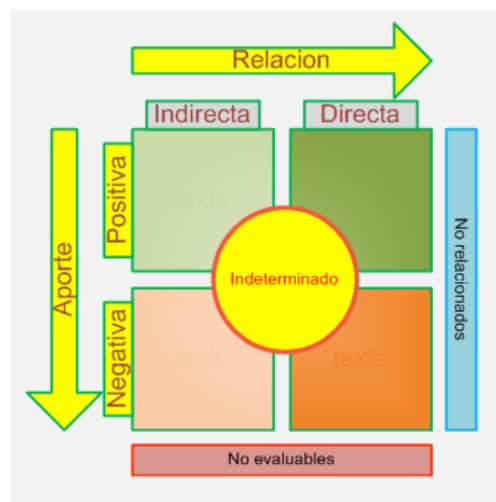 Relacion
Indirecta
Directa
Aporte
Positiva
texto
Indeterminado
No relacionados
Negativa
texto
texto
No evaluables